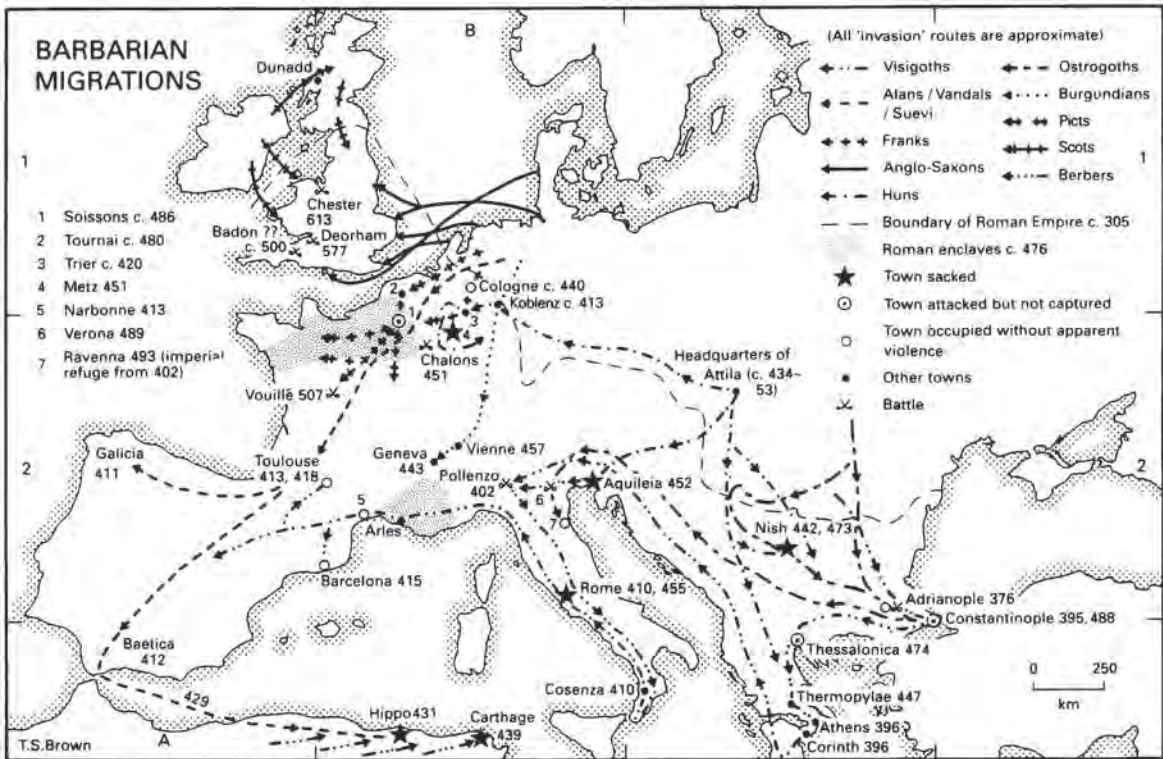 BARBARIAN
MIGRATIONS
1 Soissons c. 486
2 Tournai c. 480
3 Trier c. 420
4 Metz 451
5 Narbonne 413
6 Verona 489
7 Ravenna 493 (imperial
refuge from 402)
(All 'invasion' routes are approximate)
Visigoths
Alans / Vandals
/ Suevi
Franks
Anglo-Saxons
Huns
Ostrogoths
Burgundians
Picts
Scots
Berbers
Boundary of Roman Empire c. 305
Roman enclaves c. 476
Town sacked
Town attacked but not captured
Town occupied without apparent
violence
Other towns
Battle
B
1
1
2
2
A
Dunadd
Chester
613
Badon ??
c. 500
Deorham
577
Cologne c. 440
Koblenz c. 413
2
1
3
4
Chalons
451
Vouillé 507
Headquarters of
Attila (c. 434–
53)
Galicia
411
Toulouse
413, 418
Geneva
443
Vienne 457
Pollenzo
402
6
Aquileia 452
7
5
Arles
Nish 442, 473
Barcelona 415
Rome 410, 455
Adrianople 376
Constantinople 395, 488
Baetica
412
Thessalonica 474
0 250
km
429
Cosenza 410
Thermopylae 447
Hippo 431
Carthage
439
Athens 396
Corinth 396
T.S. Brown